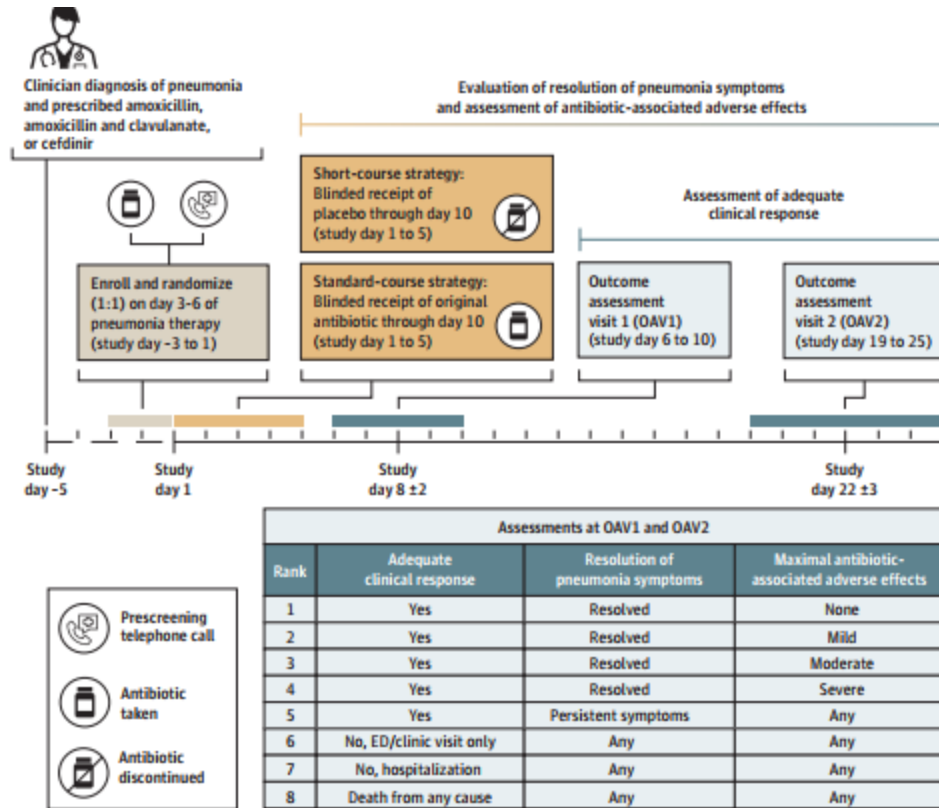 Clinician diagnosis of pneumonia
and prescribed amoxicillin,
amoxicillin and clavulanate,
or cefdinir
Evaluation of resolution of pneumonia symptoms
and assessment of antibiotic-associated adverse effects
Short-course strategy:
Blinded receipt of
placebo through day 10
(study day 1 to 5)
Assessment of adequate
clinical response
Enroll and randomize
(1:1) on day 3-6 of
pneumonia therapy
(study day -3 to 1)
Standard-course strategy:
Blinded receipt of original
antibiotic through day 10
(study day 1 to 5)
Outcome
assessment
visit 1 (OAV1)
(study day 6 to 10)
Outcome
assessment
visit 2 (OAV2)
(study day 19 to 25)
Study
day -5
Study
day 1
Study
day 8 ±2
Study
day 22 ±3
Assessments at OAV1 and OAV2
Rank Adequate clinical response Resolution of pneumonia symptoms Maximal antibiotic-associated adverse effects
1 Yes Resolved None
2 Yes Resolved Mild
3 Yes Resolved Moderate
4 Yes Resolved Severe
5 Yes Persistent symptoms Any
6 No, ED/clinic visit only Any Any
7 No, hospitalization Any Any
8 Death from any cause Any Any
Prescreening
telephone call
Antibiotic
taken
Antibiotic
discontinued